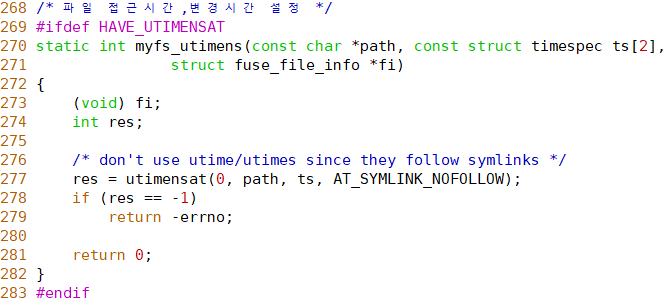 268 /* 파일 접근시간,변경시간 설정 */
269 #ifdef HAVE_UTIMENSAT
270 static int myfs_utimens(const char *path, const struct timespec ts[2],
271                 struct fuse_file_info *fi)
272 {
273     (void) fi;
274     int res;
275
276     /* don't use utime/utimes since they follow symlinks */
277     res = utimensat(0, path, ts, AT_SYMLINK_NOFOLLOW);
278     if (res == -1)
279         return -errno;
280
281     return 0;
282 }
283 #endif